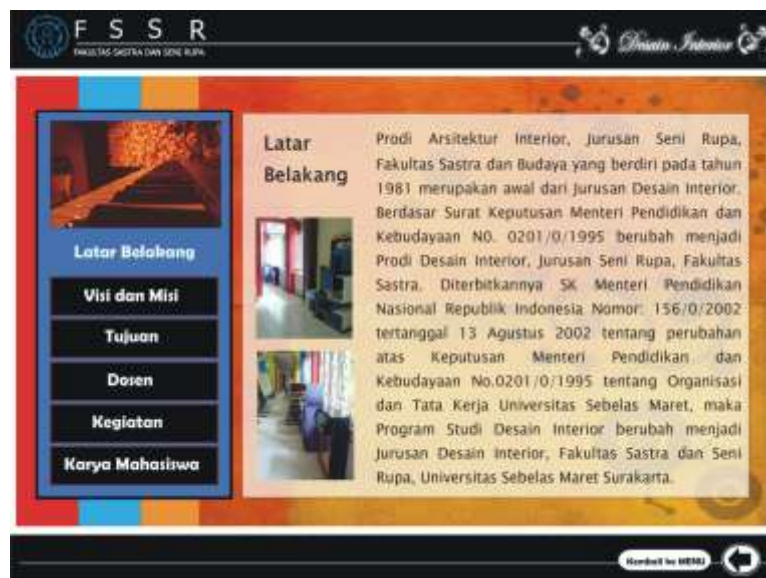 F S S R
FAKULTAS SASTRA DAN SENI RUPA
Desain Interior
Latar Belakang
Visi dan Misi
Tujuan
Dosen
Kegiatan
Karya Mahasiswa
Latar
Belakang
Prodi Arsitektur Interior, Jurusan Seni Rupa,
Fakultas Sastra dan Budaya yang berdiri pada tahun
1981 merupakan awal dari Jurusan Desain Interior.
Berdasar Surat Keputusan Menteri Pendidikan dan
Kebudayaan N0. 0201/0/1995 berubah menjadi
Prodi Desain Interior, Jurusan Seni Rupa, Fakultas
Sastra. Diterbitkannya SK Menteri Pendidikan
Nasional Republik Indonesia Nomor: 156/0/2002
tertanggal 13 Agustus 2002 tentang perubahan
atas Keputusan Menteri Pendidikan dan
Kebudayaan No.0201/0/1995 tentang Organisasi
dan Tata Kerja Universitas Sebelas Maret, maka
Program Studi Desain Interior berubah menjadi
Jurusan Desain Interior, Fakultas Sastra dan Seni
Rupa, Universitas Sebelas Maret Surakarta.
Kembali ke MENU